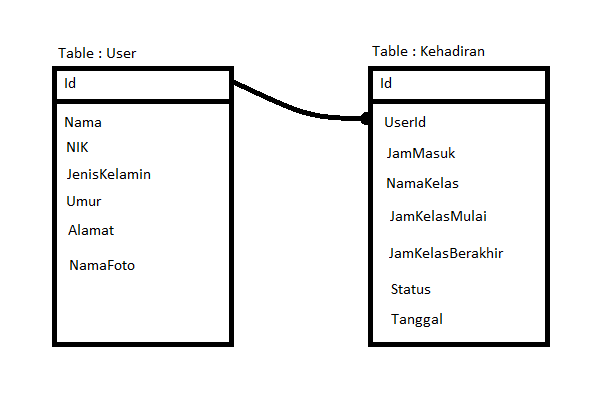 Table : User
Id
Nama
NIK
JenisKelamin
Umur
Alamat
NamaFoto
Table : Kehadiran
Id
UserId
JamMasuk
NamaKelas
JamKelasMulai
JamKelasBerakhir
Status
Tanggal